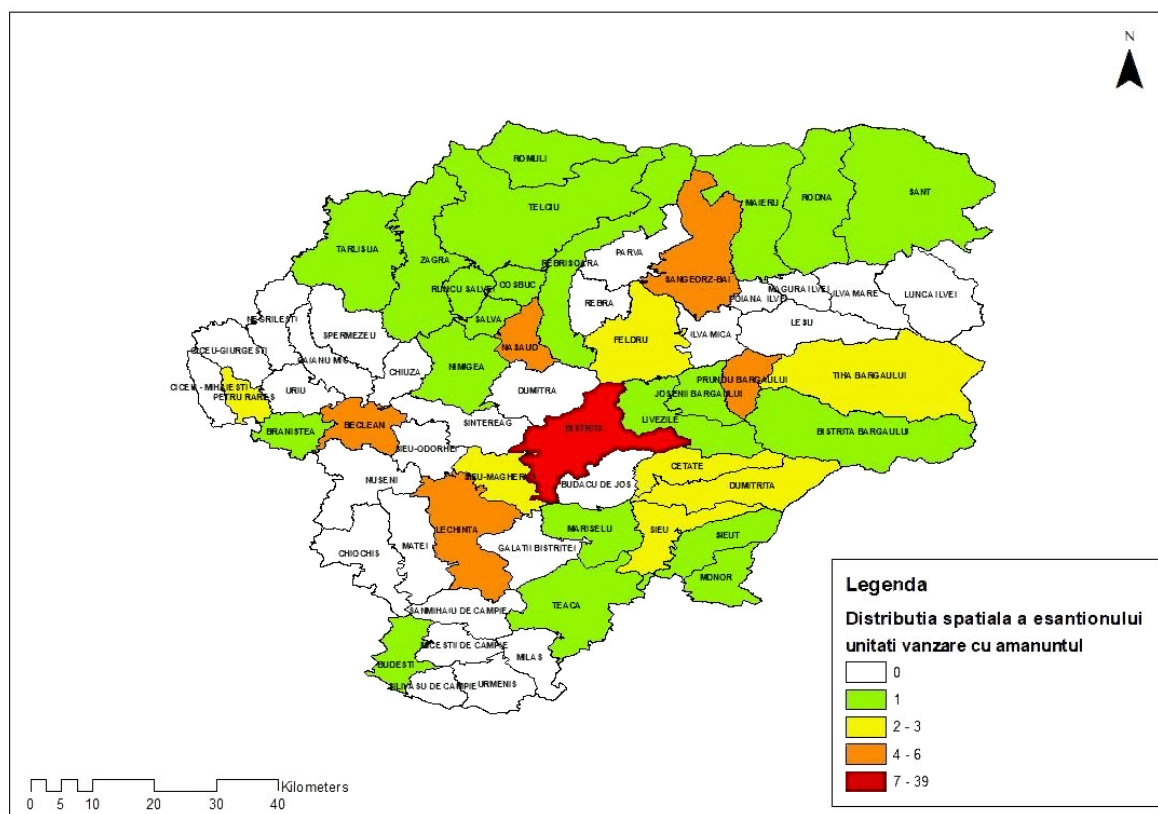 N
ROMULI
TELCIU
MAIERU
RODNA
SANT
TARLISUA
ZAGRA
PARVA
REBRISOARA
SANGEORZ-BAI
RUNCU SALVEI
COSBUC
REBRA
POIANA ILVEI
MAGURA ILVEI
ILVA MARE
LUNCA ILVEI
SALVA
NEGRILESTI
SPERMEZEU
NASAUD
FELDRU
ILVA MICA
LESU
CICEU-GIURGESTI
CAIANU MIC
CHIUZA
NIMIGEA
TIHA BARGAULUI
PRUNDU BARGAULUI
CICEU - MIHAIESTI
PETRU RARES
URIU
DUMITRA
JOSENII BARGAULUI
BRANISTEA
BECLEAN
SINTEREAG
BISTRITA
LIVEZILE
BISTRITA BARGAULUI
SIEU-ODORHEI
CETATE
NUSENI
SIEU-MAGHERUS
BUDACU DE JOS
DUMITRITA
LECHINTA
MARISELU
SIEU
SIEUT
CHIOCHIS
MATEI
GALATII BISTRITEI
MONOR
SANMIHAIU DE CAMPIE
TEACA
MICESTII DE CAMPIE
BUDESTI
MILAS
SILIVASU DE CAMPIE
URMENIS
Legenda
Distributia spatiala a esantionului
unitati vanzare cu amanuntul
0
1
2 - 3
4 - 6
7 - 39
Kilometers
0 5 10 20 30 40